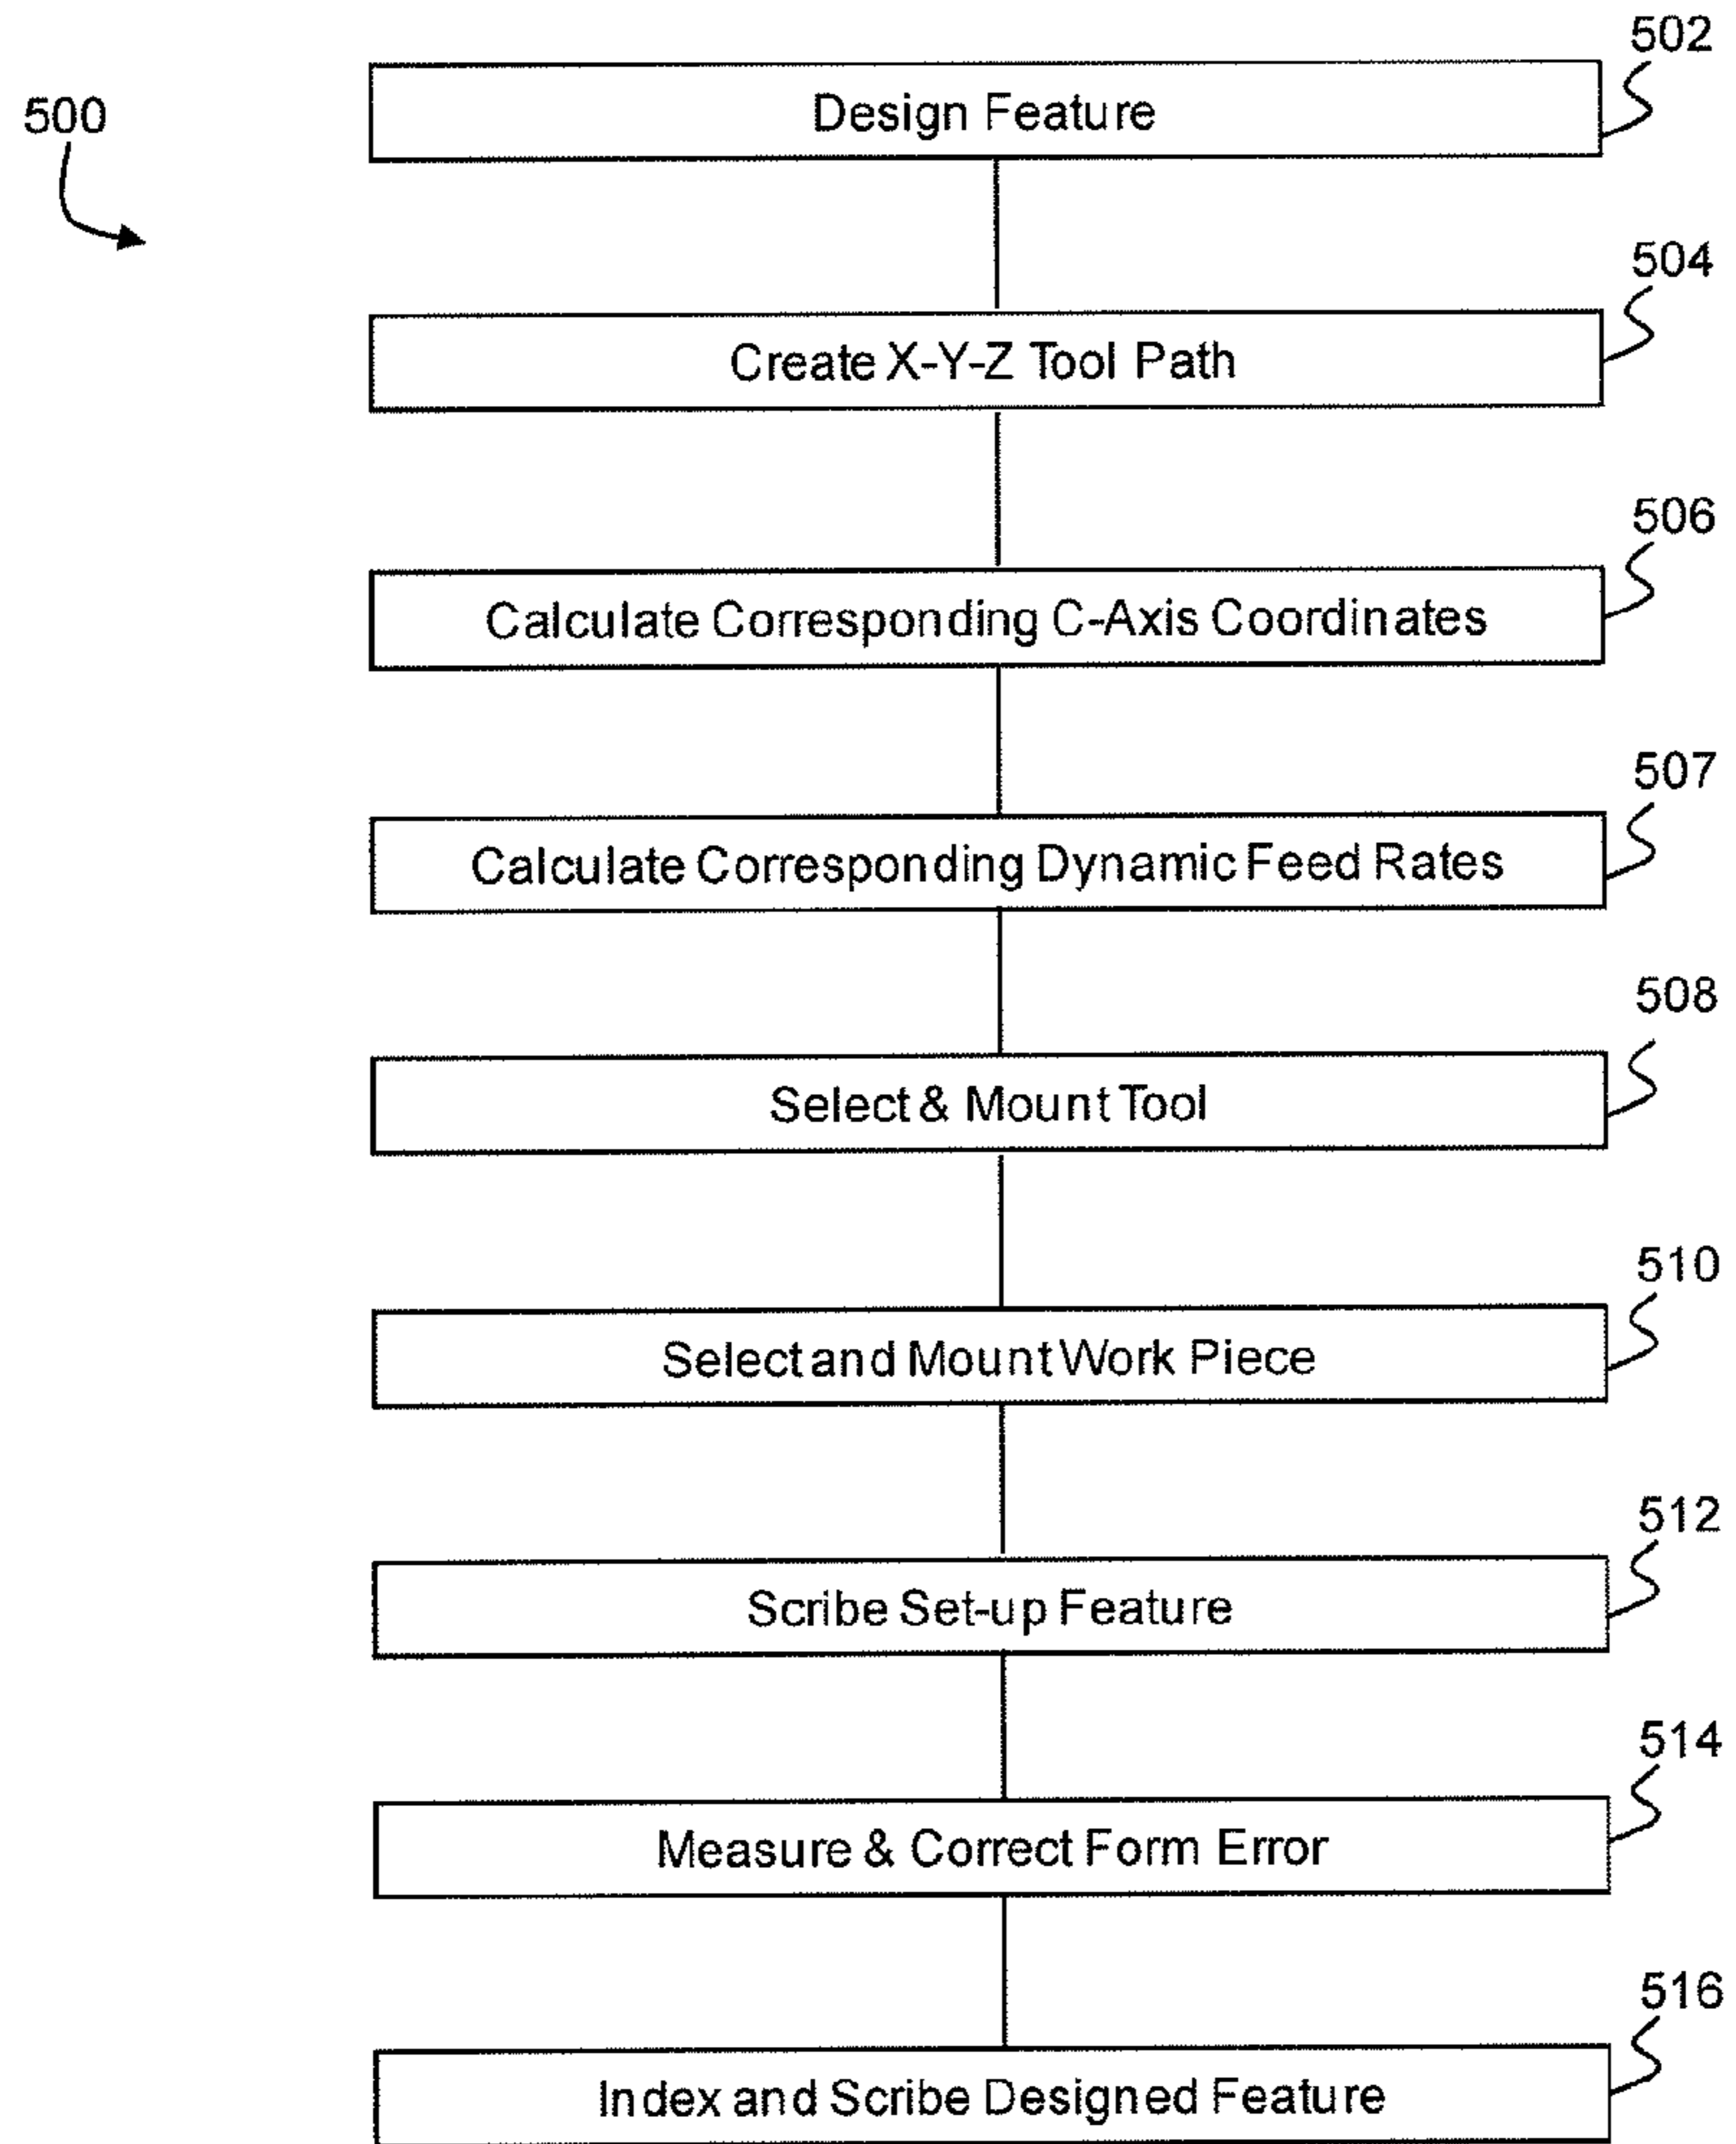 502
500
Design Feature
504
Create X-Y-Z Tool Path
506
Calculate Corresponding C-Axis Coordinates
507
Calculate Corresponding Dynamic Feed Rates
508
Select & Mount Tool
510
Select and Mount Work Piece
512
Scribe Set-up Feature
514
Measure & Correct Form Error
516
Index and Scribe Designed Feature